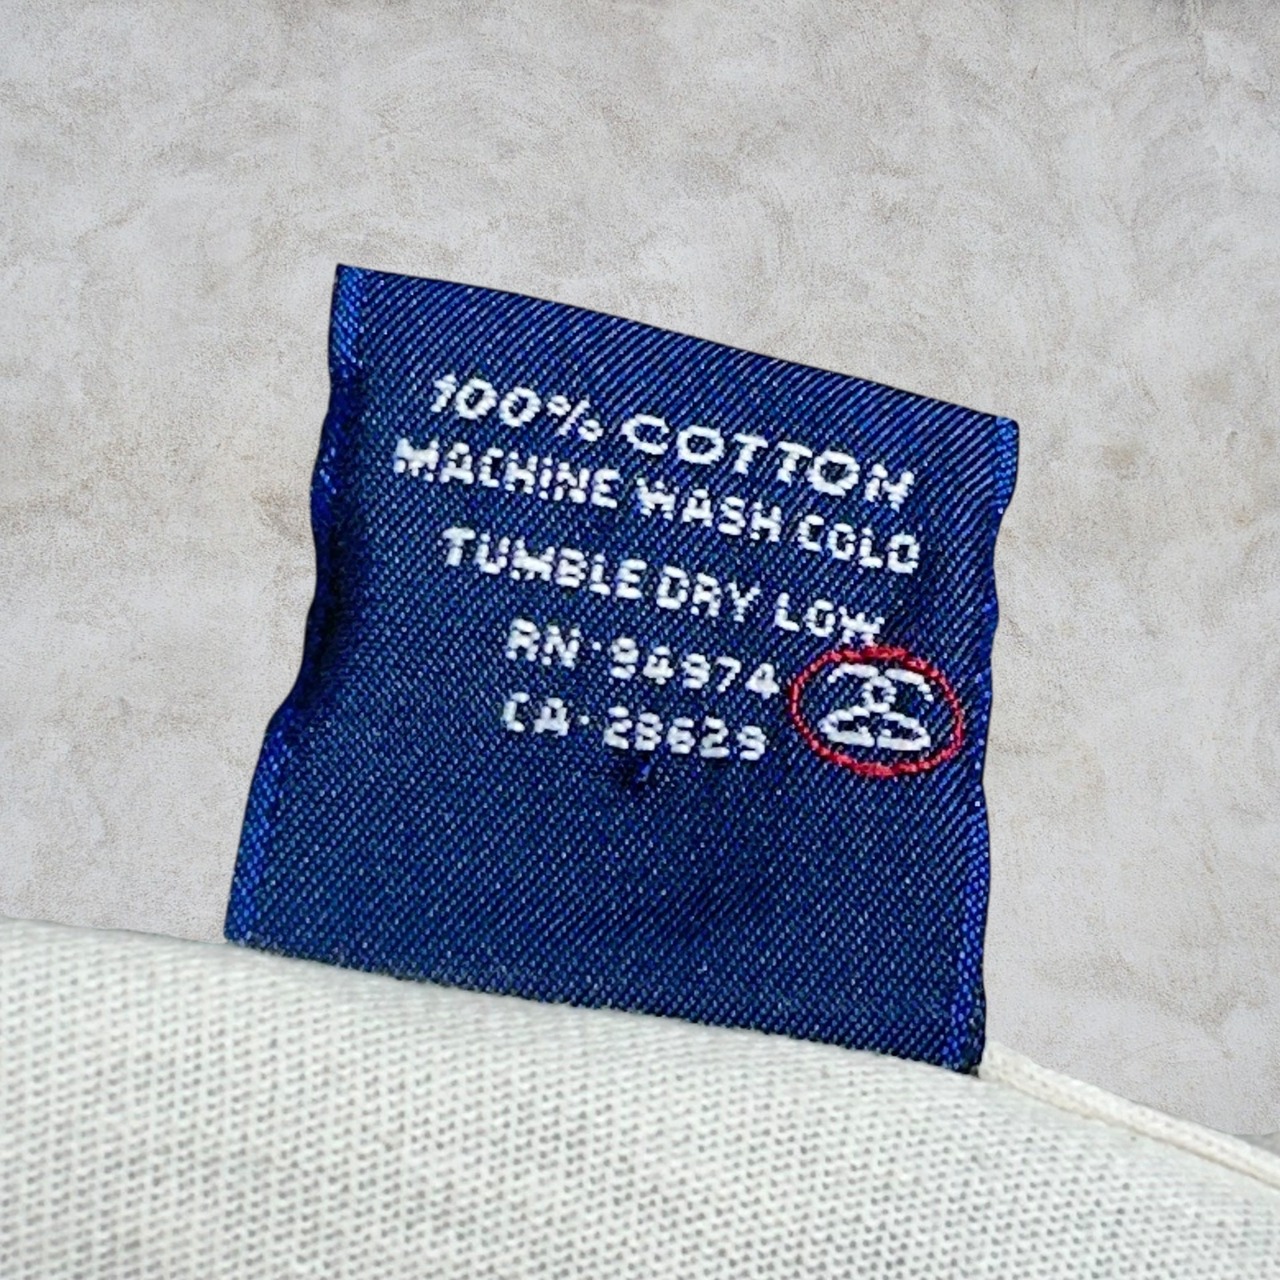 100% COTTON
MACHINE WASH COLD
TUMBLE DRY LOW
RN·94974
CA·28629